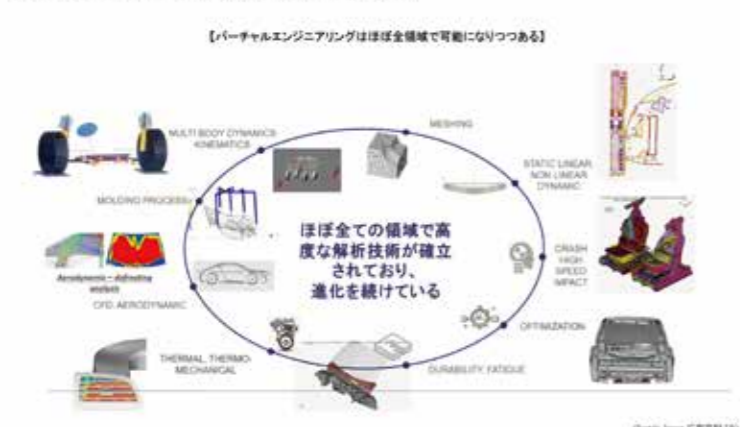 【バーチャルエンジニアリングはほぼ全領域で可能になりつつある】
MULTI BODY DYNAMICS
KINEMATICS
MESHING
STATIC LINEAR,
NON LINEAR
DYNAMIC
MOLDING PROCESS
ほぼ全ての領域で高
度な解析技術が確立
されており、
進化を続けている
CRASH
HIGH
SPEED
IMPACT
Aerodynamic – defrosting
analysis
CFD, AERODYNAMIC
OPTIMIZATION
THERMAL, THERMO-
MECHANICAL
DURABILITY, FATIGUE